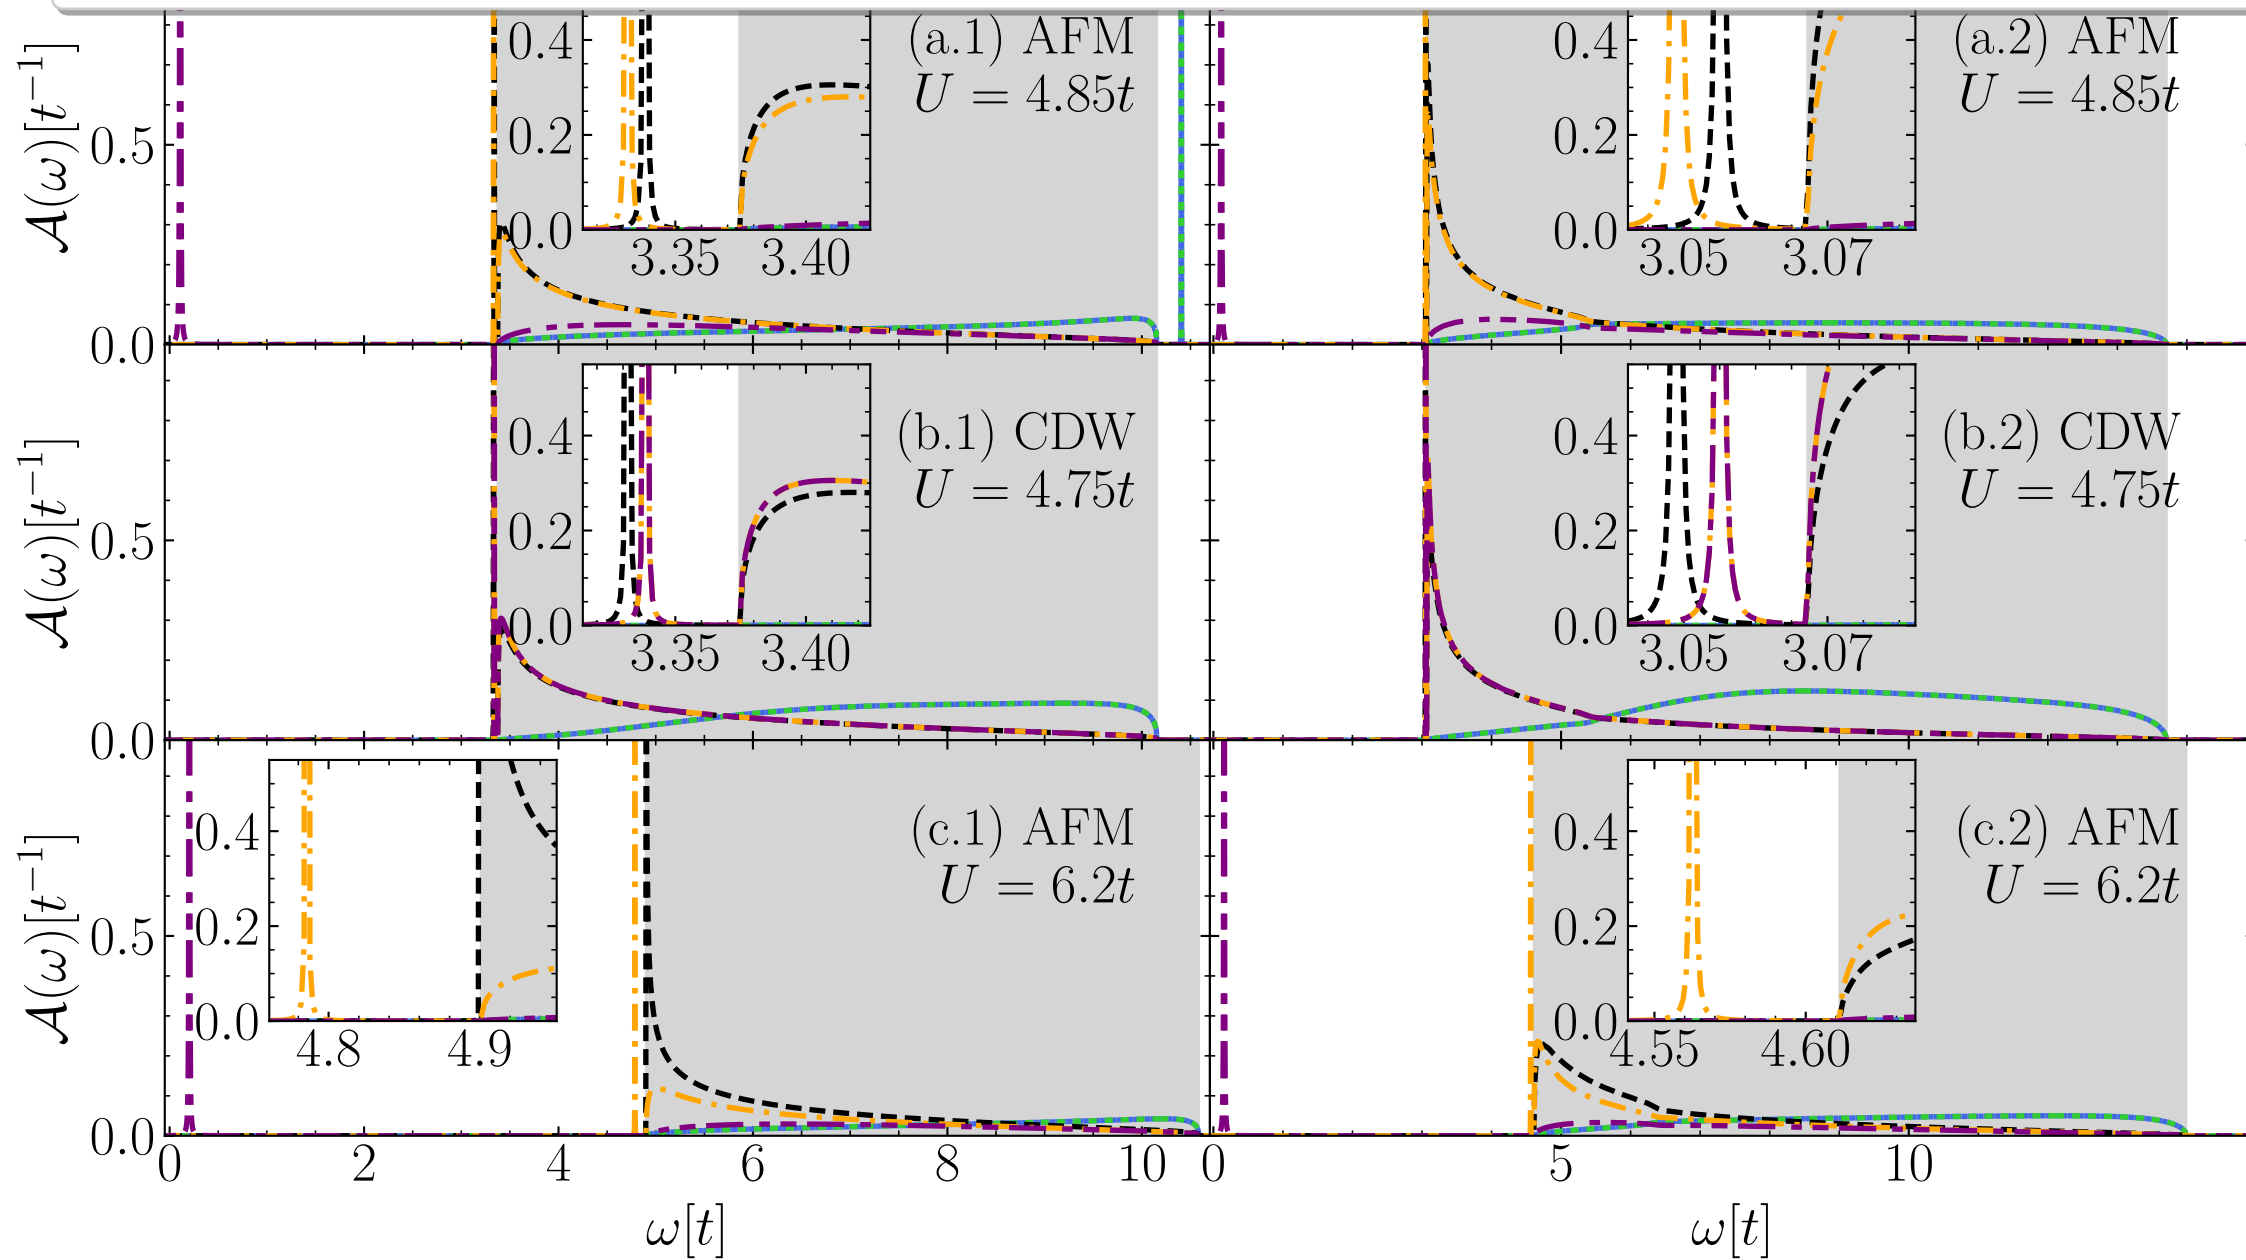 (a.1) AFM
U = 4.85t
𝒜(ω)[t⁻¹]
0.5
0.0
0.4
0.2
0.0
3.35 3.40
(a.2) AFM
U = 4.85t
0.4
0.2
0.0
3.05 3.07
(b.1) CDW
U = 4.75t
𝒜(ω)[t⁻¹]
0.5
0.0
0.4
0.2
0.0
3.35 3.40
(b.2) CDW
U = 4.75t
0.4
0.2
0.0
3.05 3.07
(c.1) AFM
U = 6.2t
𝒜(ω)[t⁻¹]
0.5
0.0
0.4
0.2
0.0
4.8 4.9
(c.2) AFM
U = 6.2t
0.4
0.2
0.0
4.55 4.60
0 2 4 6 8 10
0 5 10
ω[t]
ω[t]